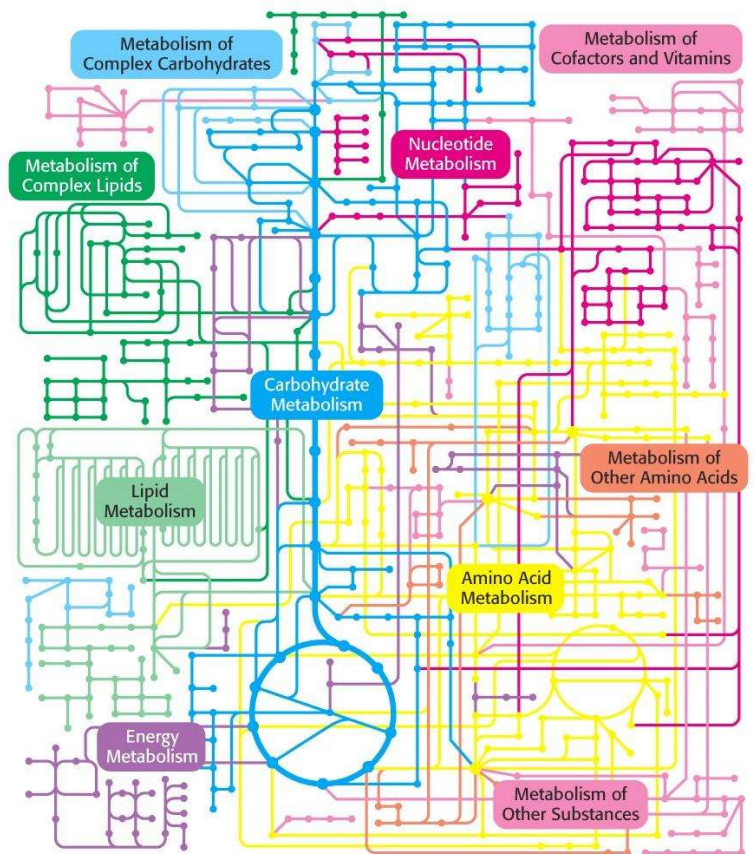 Metabolism of
Complex Carbohydrates
Metabolism of
Cofactors and Vitamins
Nucleotide
Metabolism
Metabolism of
Complex Lipids
Carbohydrate
Metabolism
Metabolism of
Other Amino Acids
Lipid
Metabolism
Amino Acid
Metabolism
Energy
Metabolism
Metabolism of
Other Substances